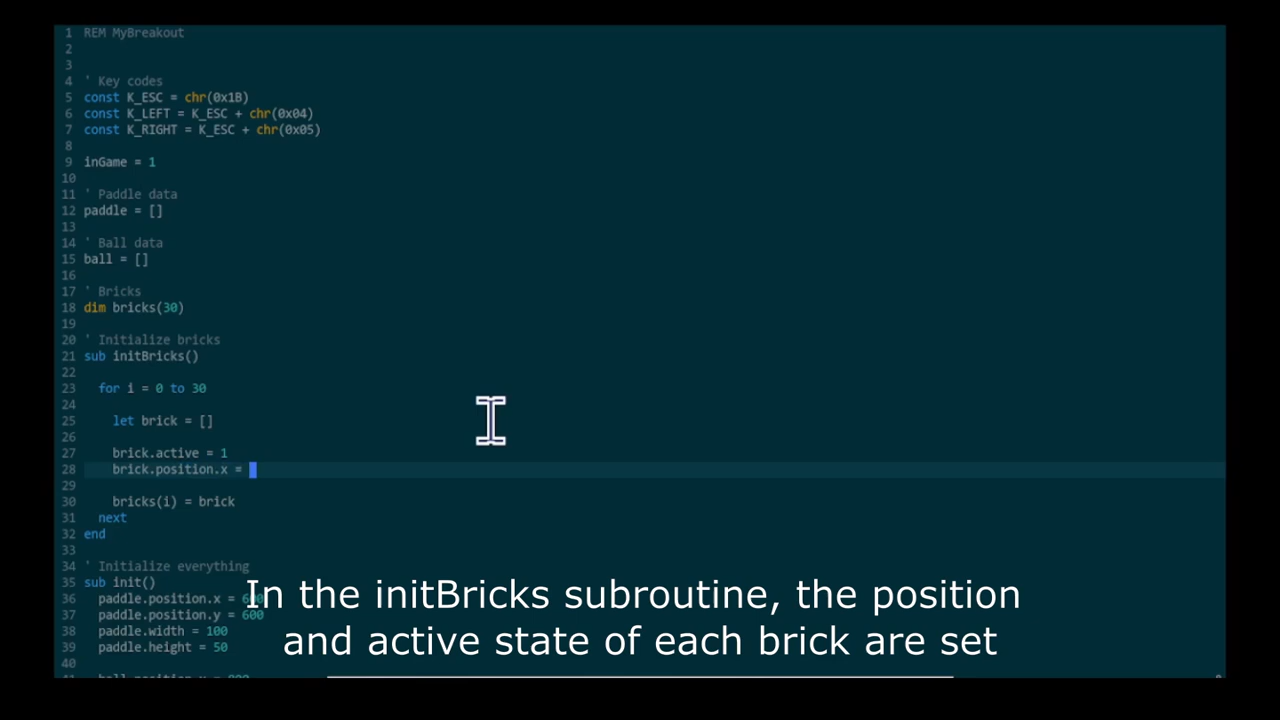 1 REM MyBreakout
2
3
4 ' Key codes
5 const K_ESC = chr(0x1B)
6 const K_LEFT = K_ESC + chr(0x04)
7 const K_RIGHT = K_ESC + chr(0x05)
8
9 inGame = 1
10
11 ' Paddle data
12 paddle = []
13
14 ' Ball data
15 ball = []
16
17 ' Bricks
18 dim bricks(30)
19
20 ' Initialize bricks
21 sub initBricks()
22
23 for i = 0 to 30
24
25 let brick = []
26
27 brick.active = 1
28 brick.position.x =
29
30 bricks(i) = brick
31 next
32 end
33
34 ' Initialize everything
35 sub init()
36 paddle.position.x = 600
37 paddle.position.y = 600
38 paddle.width = 100
39 paddle.height = 50
40
In the initBricks subroutine, the position
and active state of each brick are set